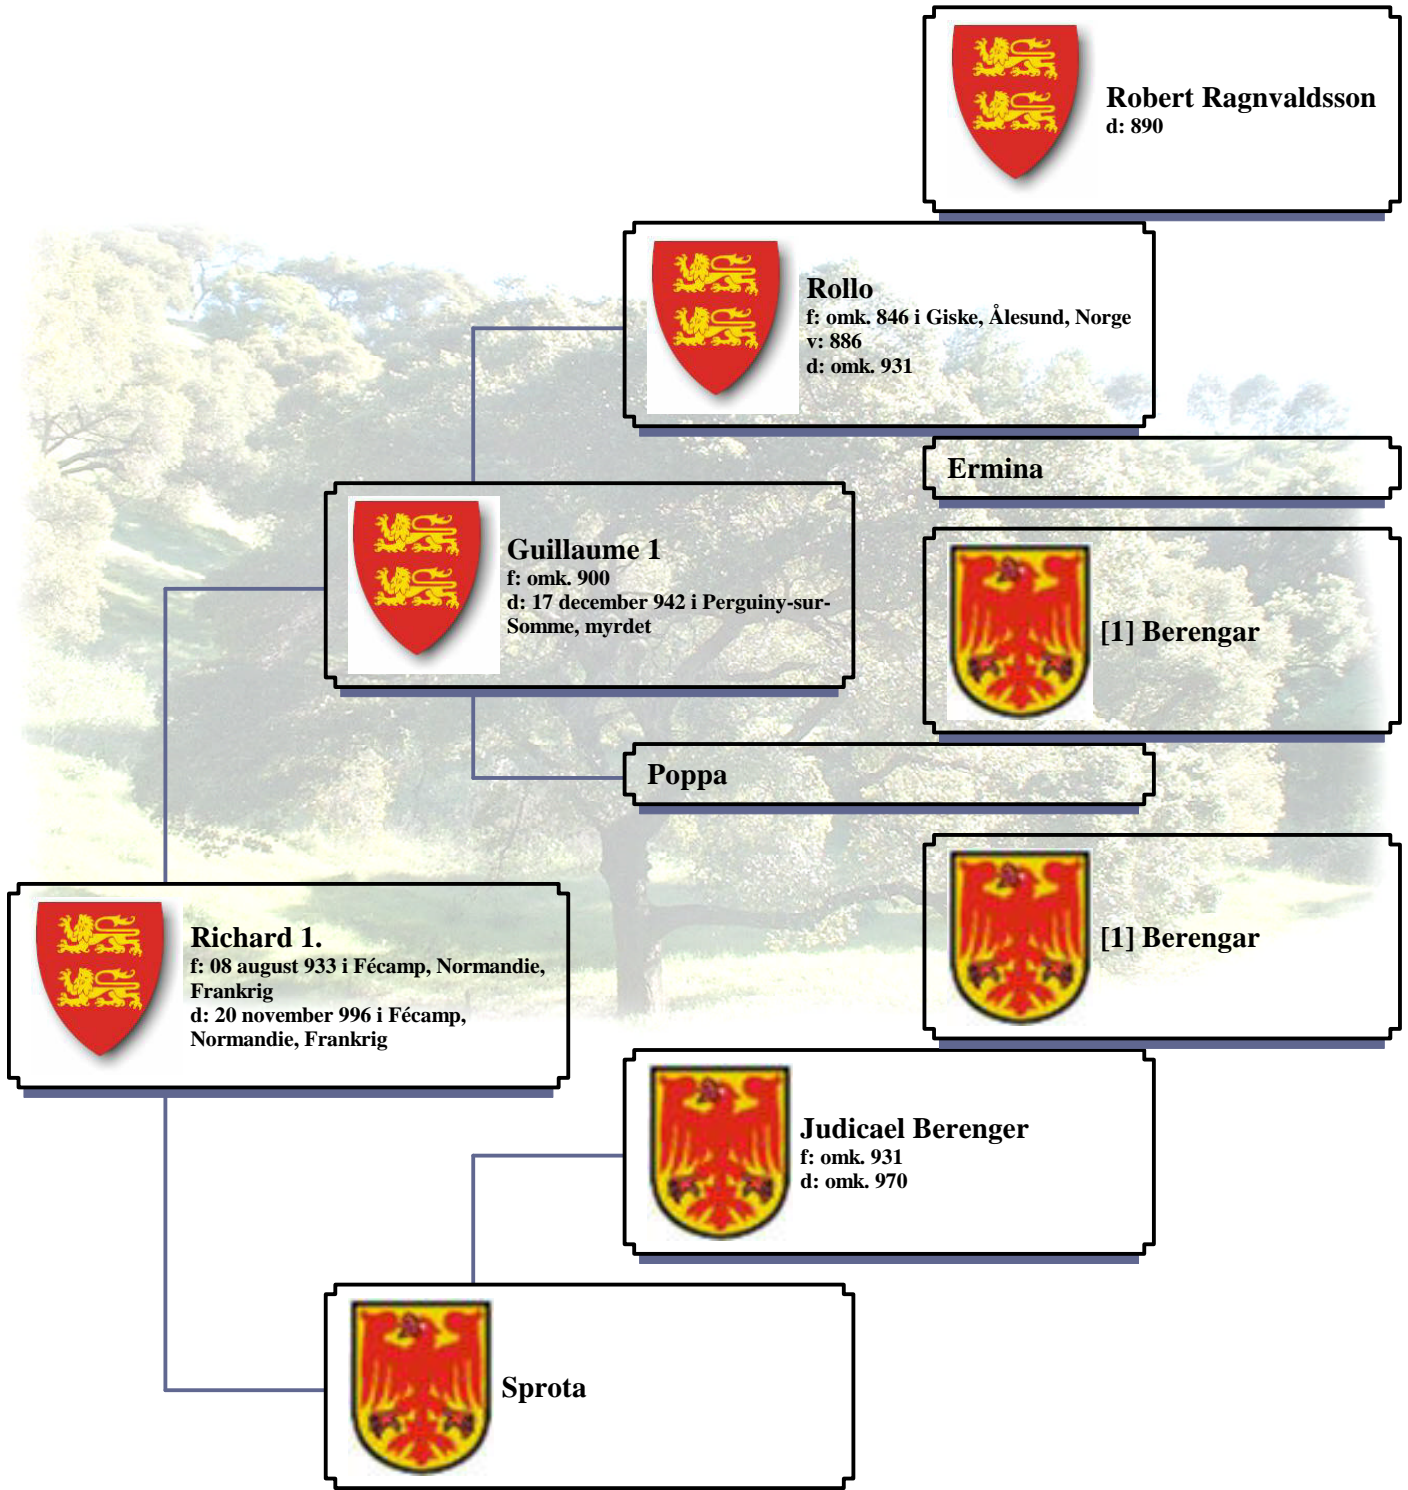 Robert Ragnvaldsson
d: 890
Rollo
f: omk. 846 i Giske, Ålesund, Norge
v: 886
d: omk. 931
Ermina
Guillaume 1
f: omk. 900
d: 17 december 942 i Perguiny-sur-
Somme, myrdet
[1] Berengar
Poppa
[1] Berengar
Richard 1.
f: 08 august 933 i Fécamp, Normandie,
Frankrig
d: 20 november 996 i Fécamp,
Normandie, Frankrig
Judicael Berenger
f: omk. 931
d: omk. 970
Sprota